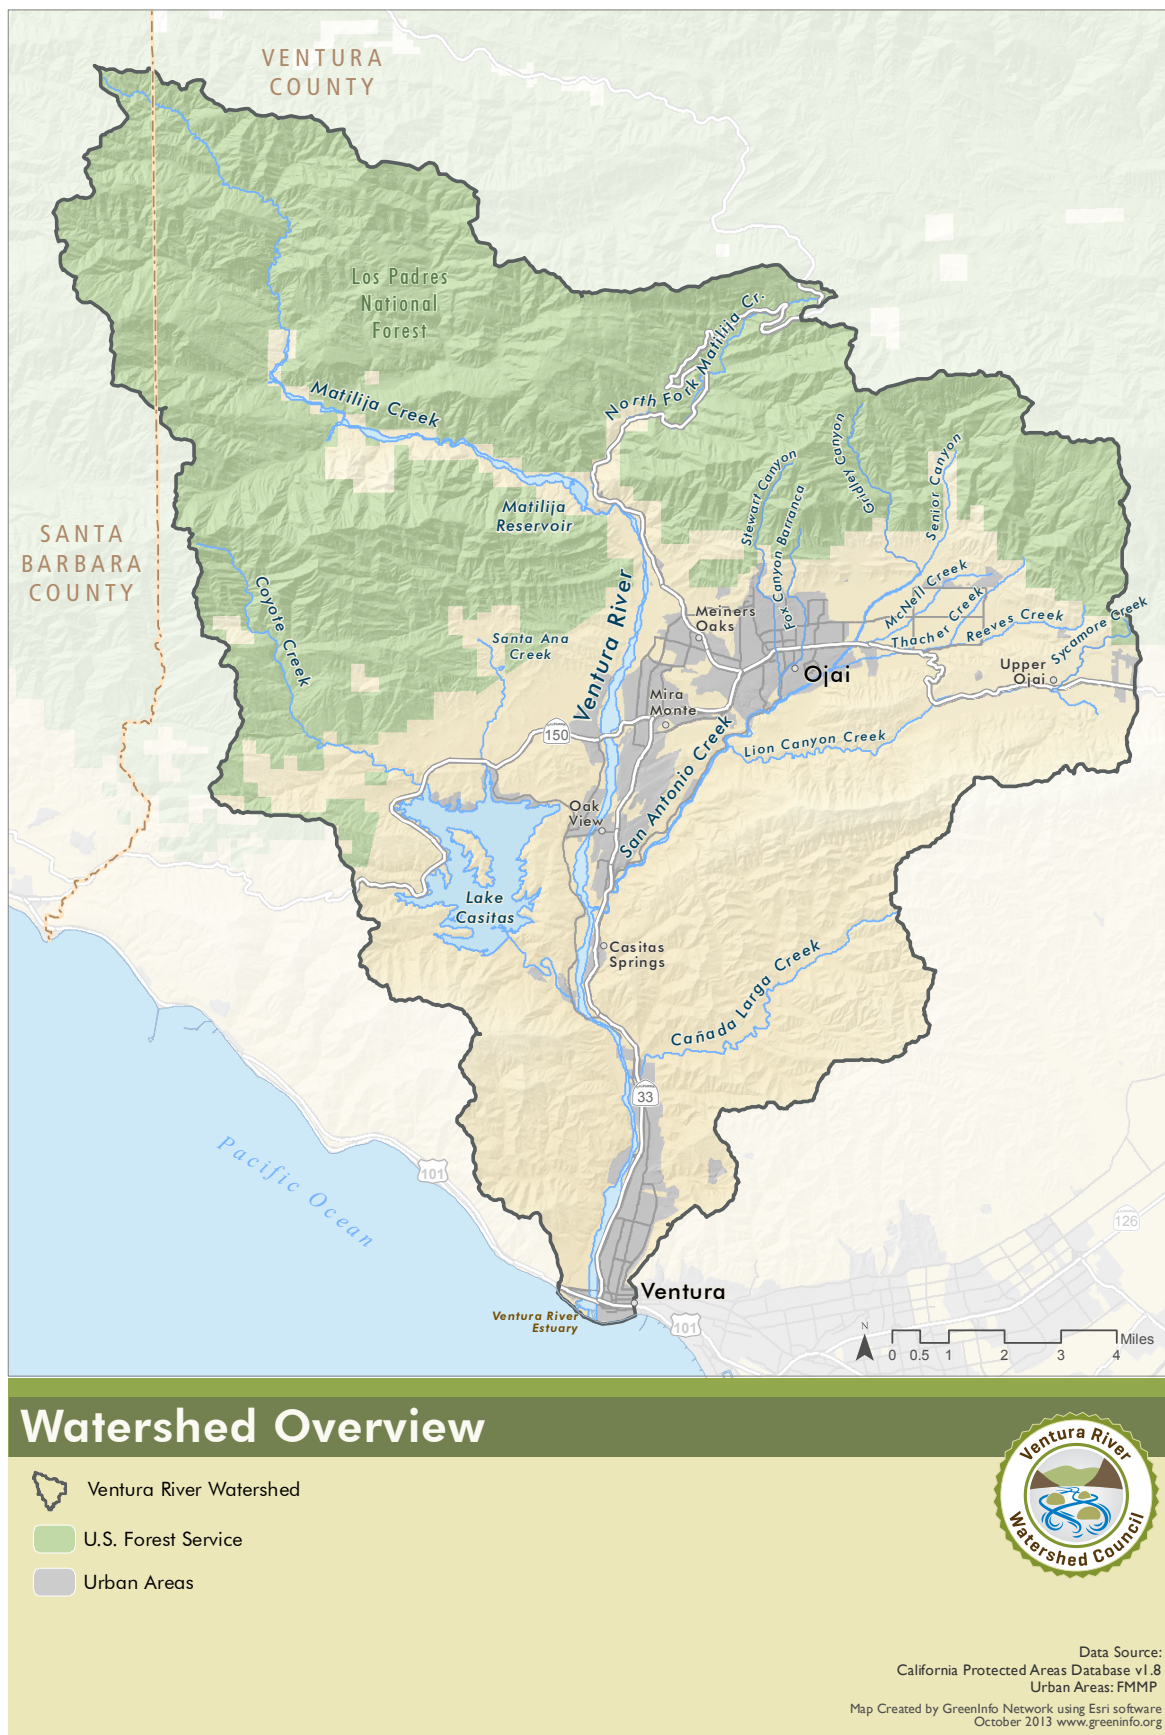 VENTURA
COUNTY
Los Padres
National
Forest
North Fork Matilija Cr.
Matilija Creek
Matilija
Reservoir
SANTA
BARBARA
COUNTY
Stewart Canyon
Fox Canyon Barranca
Gridley Canyon
Senior Canyon
Coyote Creek
Santa Ana
Creek
Ventura River
Meiners
Oaks
McNell Creek
Thacher Creek
Reeves Creek
Sycamore Creek
Ojai
Upper
Ojai
Mira
Monte
CALIFORNIA
150
San Antonio Creek
Lion Canyon Creek
Oak
View
Lake
Casitas
Casitas
Springs
Cañada Larga Creek
CALIFORNIA
33
Pacific Ocean
101
126
Ventura
Ventura River
Estuary
101
N
0 0.5 1 2 3 4 Miles
Watershed Overview
Ventura River Watershed
U.S. Forest Service
Urban Areas
Ventura River
Watershed Council
Data Source:
California Protected Areas Database v1.8
Urban Areas: FMMP
Map Created by GreenInfo Network using Esri software
October 2013 www.greeninfo.org